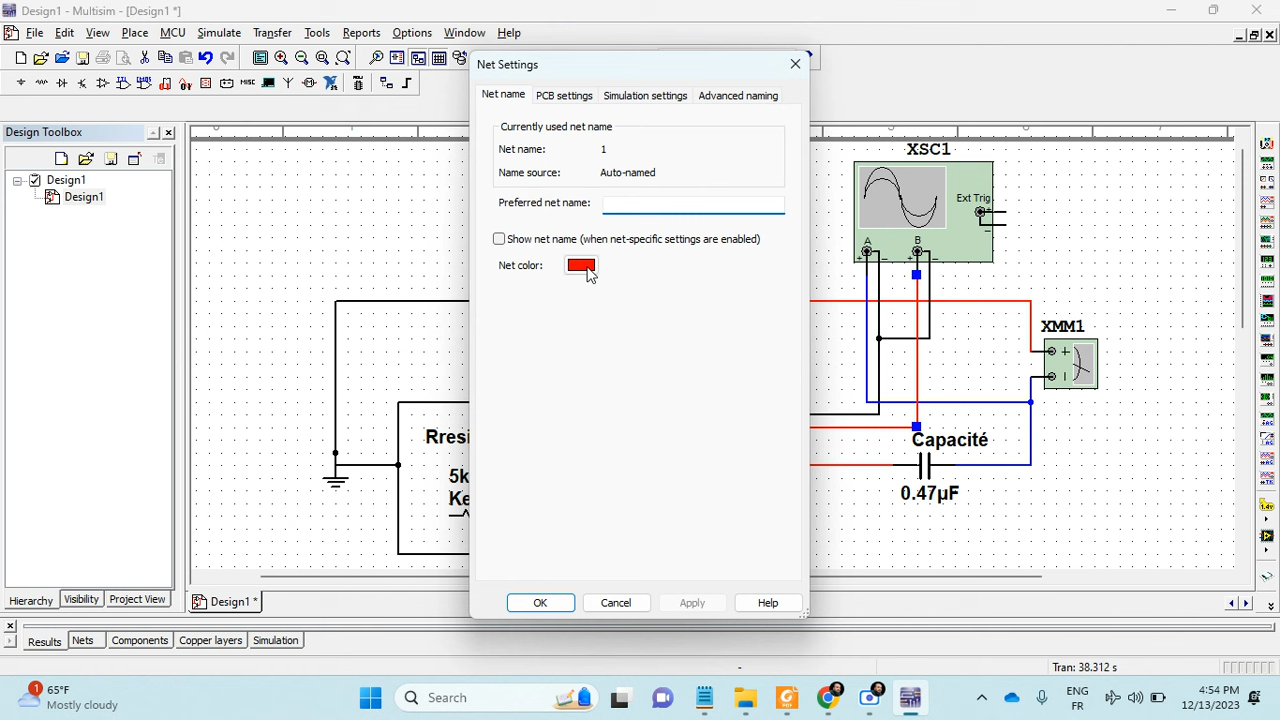 Design1 - Multisim - [Design1 *]
File Edit View Place MCU Simulate Transfer Tools Reports Options Window Help
Net Settings
Net name PCB settings Simulation settings Advanced naming
Currently used net name
Net name: 1
Name source: Auto-named
Preferred net name:
Show net name (when net-specific settings are enabled)
Net color:
OK Cancel Apply Help
Design Toolbox
Design1
Design1
Hierarchy Visibility Project View
XSC1
Ext Trig
A B
XMM1
Rresi
5k
Ke
Capacité
0.47µF
Design1 *
Results Nets Components Copper layers Simulation
- Tran: 38.312 s
1
65°F
Mostly cloudy
Search
ENG
FR
4:54 PM
12/13/2023